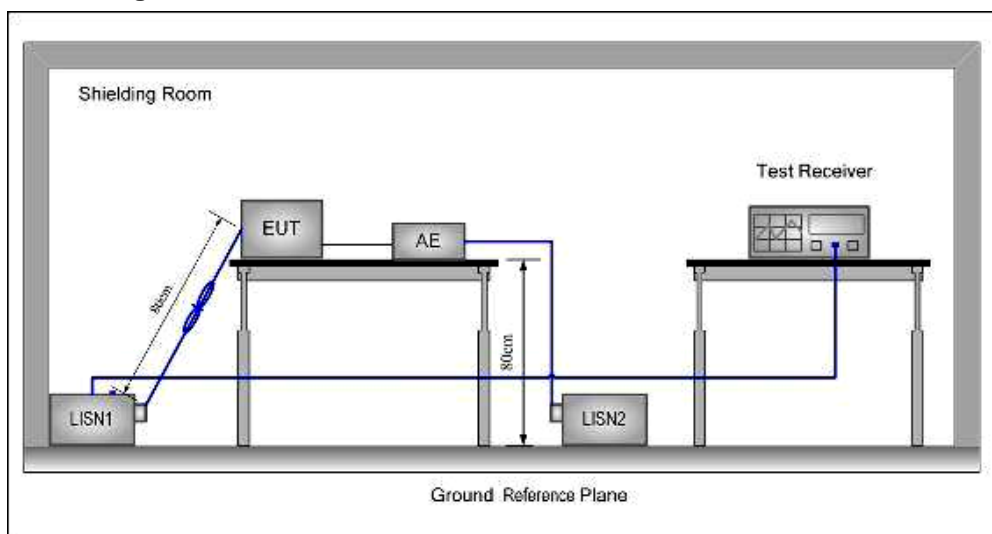 Shielding Room
Test Receiver
EUT
AE
80cm
80cm
LISN1
LISN2
Ground Reference Plane